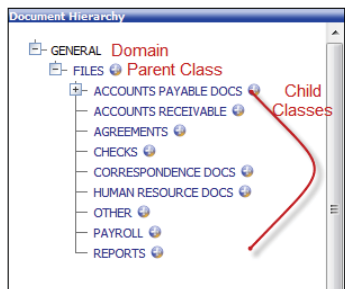 Document Hierarchy
GENERAL Domain
FILES Parent Class
ACCOUNTS PAYABLE DOCS Child
ACCOUNTS RECEIVABLE Classes
AGREEMENTS
CHECKS
CORRESPONDENCE DOCS
HUMAN RESOURCE DOCS
OTHER
PAYROLL
REPORTS